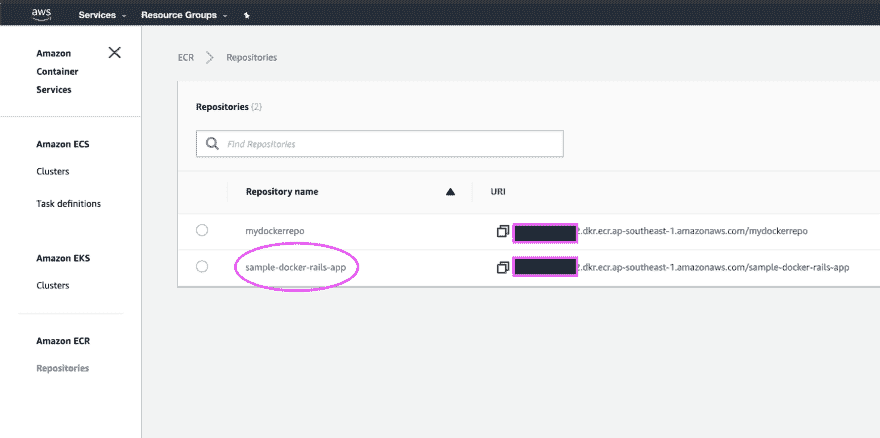 aws Services Resource Groups
Amazon
Container
Services
Amazon ECS
Clusters
Task definitions
Amazon EKS
Clusters
Amazon ECR
Repositories
ECR Repositories
Repositories (2)
Find Repositories
Repository name URI
mydockerrepo 2.dkr.ecr.ap-southeast-1.amazonaws.com/mydockerrepo
sample-docker-rails-app 2.dkr.ecr.ap-southeast-1.amazonaws.com/sample-docker-rails-app